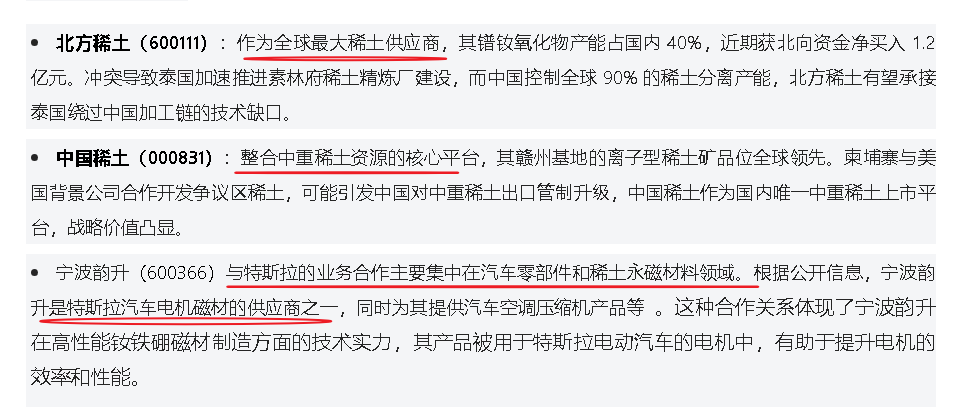 • 北方稀土（600111）：作为全球最大稀土供应商，其镨钕氧化物产能占国内 40%，近期获北向资金净买入 1.2
亿元。冲突导致泰国加速推进素林府稀土精炼厂建设，而中国控制全球 90% 的稀土分离产能，北方稀土有望承接
泰国绕过中国加工链的技术缺口。
• 中国稀土（000831）：整合中重稀土资源的核心平台，其赣州基地的离子型稀土矿品位全球领先。柬埔寨与美
国背景公司合作开发争议区稀土，可能引发中国对中重稀土出口管制升级，中国稀土作为国内唯一中重稀土上市平
台，战略价值凸显。
• 宁波韵升（600366）与特斯拉的业务合作主要集中在汽车零部件和稀土永磁材料领域。根据公开信息，宁波韵
升是特斯拉汽车电机磁材的供应商之一，同时为其提供汽车空调压缩机产品等 。这种合作关系体现了宁波韵升
在高性能钕铁硼磁材制造方面的技术实力，其产品被用于特斯拉电动汽车的电机中，有助于提升电机的
效率和性能。